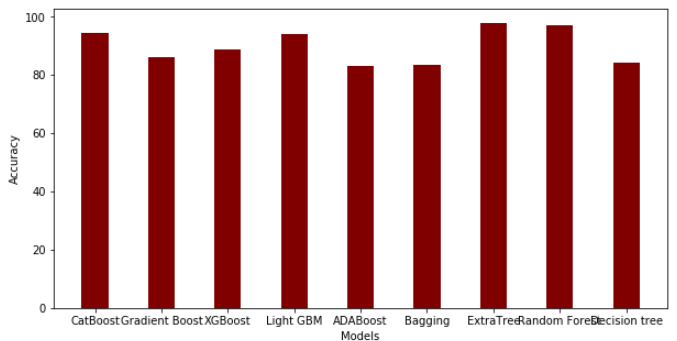 Accuracy
100
80
60
40
20
0
CatBoost Gradient Boost XGBoost Light GBM ADABoost Bagging ExtraTree Random Forest Decision tree
Models